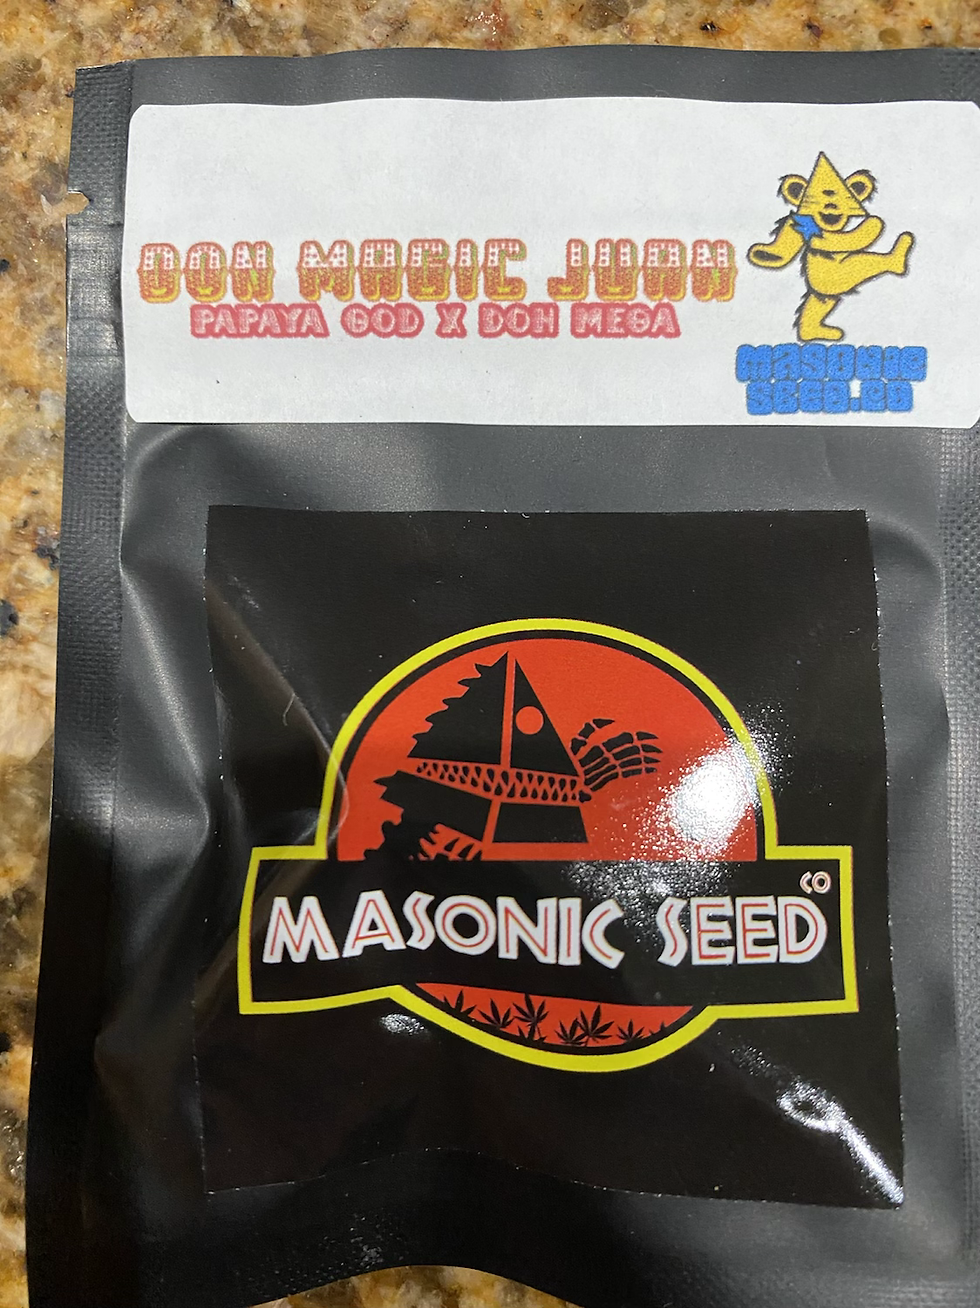 DON MAGIC JUAN
PAPAYA GOD X DON MEGA
MASONIC
SEED.CO
MASONIC SEED CO